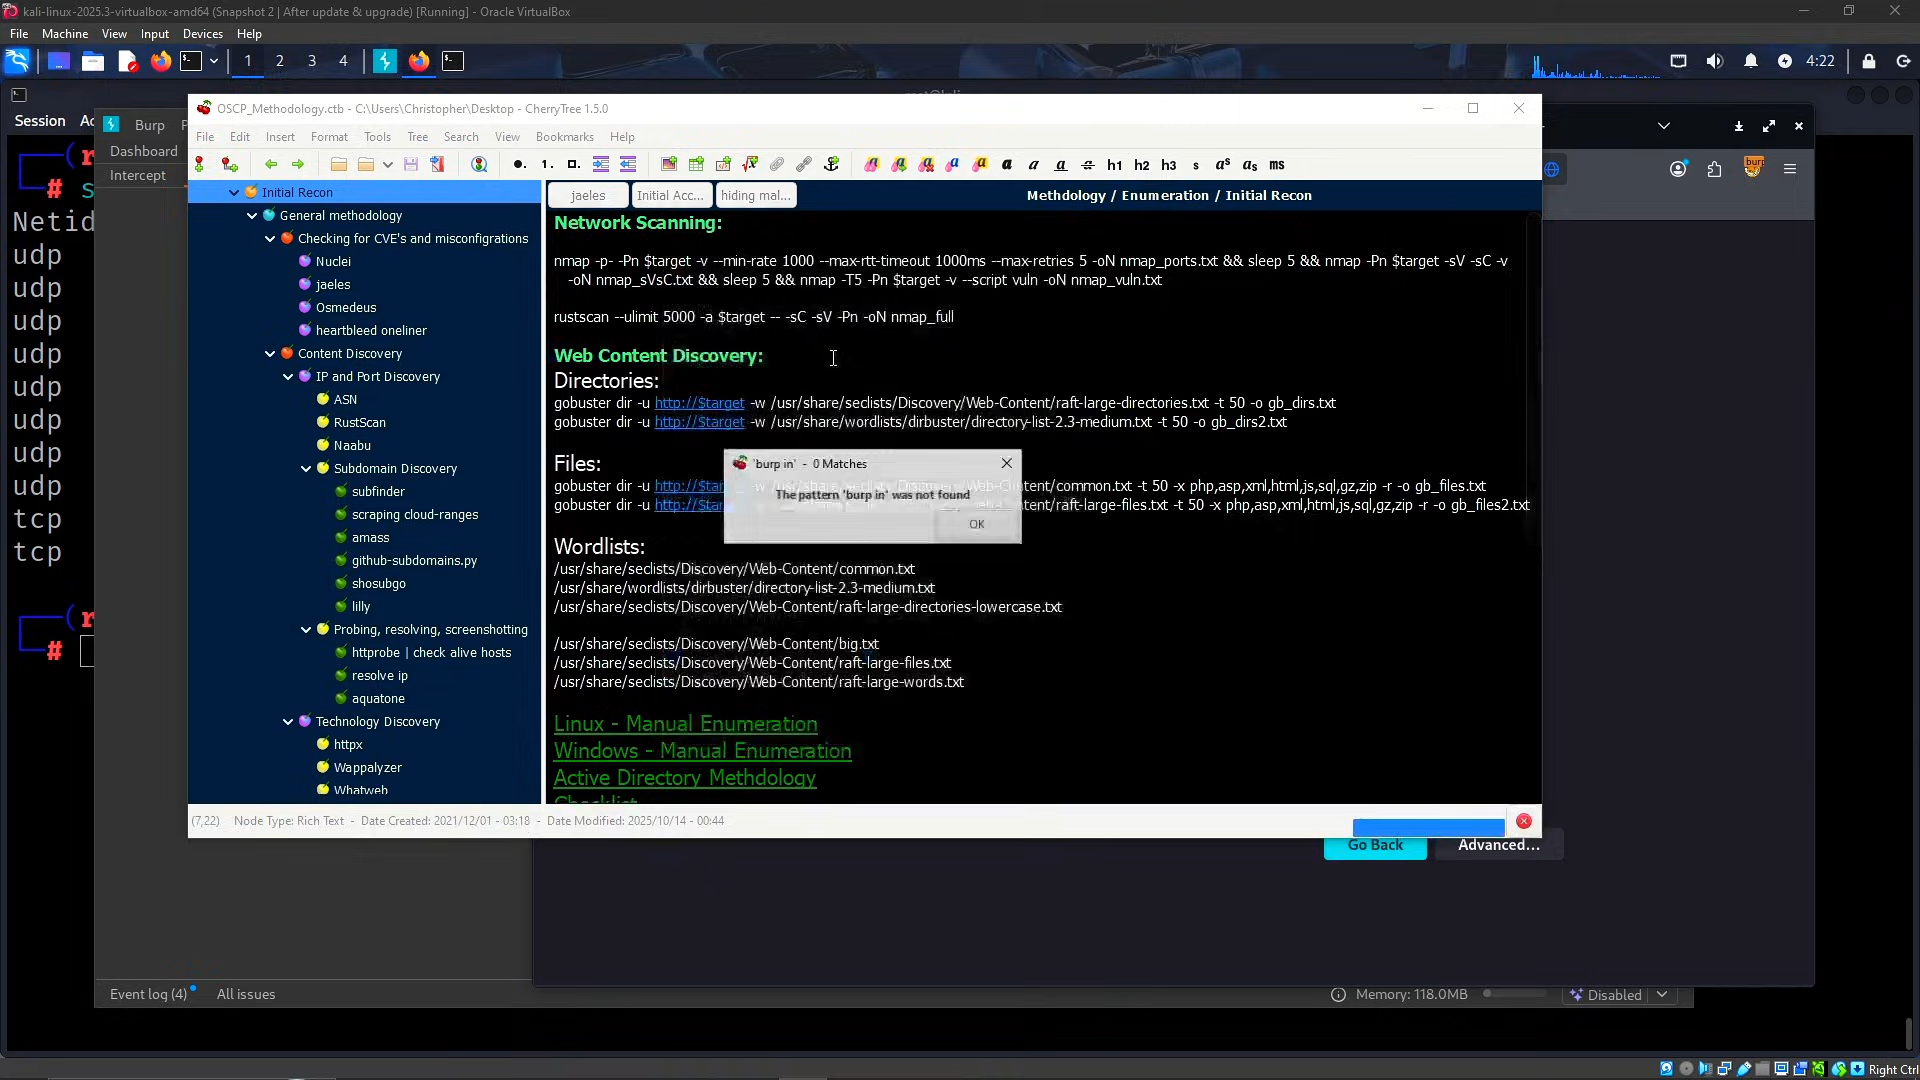 kali-linux-2025.3-virtualbox-amd64 (Snapshot 2 | After update & upgrade) [Running] - Oracle VirtualBox
File Machine View Input Devices Help
1 2 3 4
4:22
OSCP_Methodology.ctb - C:\Users\Christopher\Desktop - CherryTree 1.5.0
Session
Burp
File Edit Insert Format Tools Tree Search View Bookmarks Help
Dashboard
Intercept
h1 h2 h3 s
Initial Recon
General methodology
Checking for CVE's and misconfigrations
Nuclei
jaeles
Osmedeus
heartbleed oneliner
Content Discovery
IP and Port Discovery
ASN
RustScan
Naabu
Subdomain Discovery
subfinder
scraping cloud-ranges
amass
github-subdomains.py
shosubgo
lilly
Probing, resolving, screenshotting
httprobe | check alive hosts
resolve ip
aquatone
Technology Discovery
httpx
Wappalyzer
Whatweb
jaeles Initial Acc... hiding mal...
Methdology / Enumeration / Initial Recon
Network Scanning:
nmap -p- -Pn $target -v --min-rate 1000 --max-rtt-timeout 1000ms --max-retries 5 -oN nmap_ports.txt && sleep 5 && nmap -Pn $target -sV -sC -v
-oN nmap_sVsC.txt && sleep 5 && nmap -T5 -Pn $target -v --script vuln -oN nmap_vuln.txt
rustscan --ulimit 5000 -a $target -- -sC -sV -Pn -oN nmap_full
Web Content Discovery:
Directories:
gobuster dir -u http://$target -w /usr/share/seclists/Discovery/Web-Content/raft-large-directories.txt -t 50 -o gb_dirs.txt
gobuster dir -u http://$target -w /usr/share/wordlists/dirbuster/directory-list-2.3-medium.txt -t 50 -o gb_dirs2.txt
Files:
gobuster dir -u http://$tar /common.txt -t 50 -x php,asp,xml,html,js,sql,gz,zip -r -o gb_files.txt
gobuster dir -u http://$tar ntent/raft-large-files.txt -t 50 -x php,asp,xml,html,js,sql,gz,zip -r -o gb_files2.txt
'burp in' - 0 Matches
The pattern 'burp in' was not found
OK
Wordlists:
/usr/share/seclists/Discovery/Web-Content/common.txt
/usr/share/wordlists/dirbuster/directory-list-2.3-medium.txt
/usr/share/seclists/Discovery/Web-Content/raft-large-directories-lowercase.txt
/usr/share/seclists/Discovery/Web-Content/big.txt
/usr/share/seclists/Discovery/Web-Content/raft-large-files.txt
/usr/share/seclists/Discovery/Web-Content/raft-large-words.txt
Linux - Manual Enumeration
Windows - Manual Enumeration
Active Directory Methdology
Checklist
(7,22) Node Type: Rich Text - Date Created: 2021/12/01 - 03:18 - Date Modified: 2025/10/14 - 00:44
Netid
udp
udp
udp
udp
udp
udp
udp
udp
tcp
tcp
#
Go Back Advanced...
Event log (4) All issues
Memory: 118.0MB Disabled
Right Ctrl